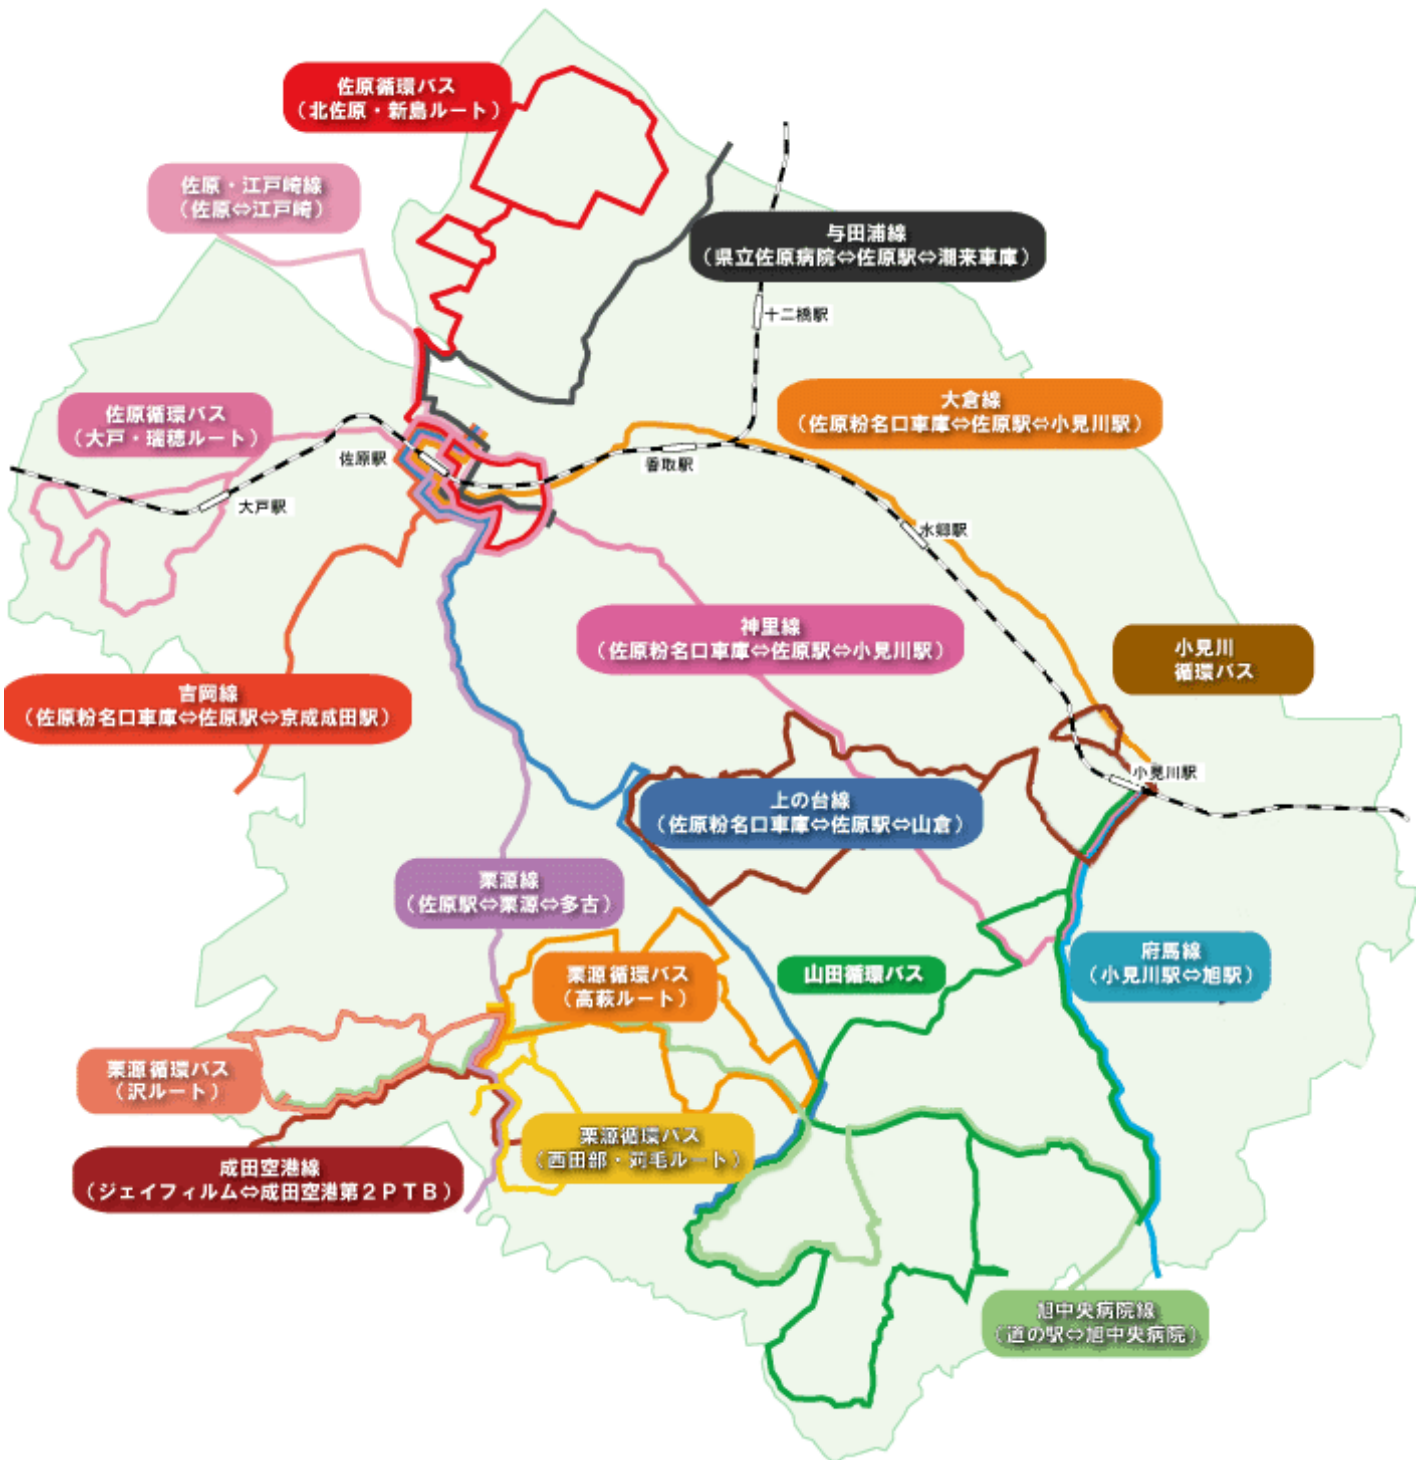 佐原循環バス
（北佐原・新島ルート）
佐原・江戸崎線
（佐原⇔江戸崎）
与田浦線
（県立佐原病院⇔佐原駅⇔潮来車庫）
十二橋駅
佐原循環バス
（大戸・瑞穂ルート）
大倉線
（佐原粉名口車庫⇔佐原駅⇔小見川駅）
佐原駅
香取駅
大戸駅
水郷駅
神里線
（佐原粉名口車庫⇔佐原駅⇔小見川駅）
小見川
循環バス
吉岡線
（佐原粉名口車庫⇔佐原駅⇔京成成田駅）
小見川駅
上の台線
（佐原粉名口車庫⇔佐原駅⇔山倉）
栗源線
（佐原駅⇔栗源⇔多古）
府馬線
（小見川駅⇔旭駅）
栗源循環バス
（高萩ルート）
山田循環バス
栗源循環バス
（沢ルート）
栗源循環バス
（西田部・苅毛ルート）
成田空港線
（ジェイフィルム⇔成田空港第２ＰＴＢ）
旭中央病院線
（道の駅⇔旭中央病院）